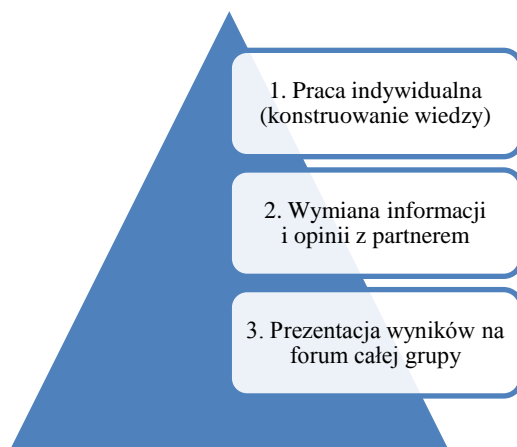 1. Praca indywidualna
(konstruowanie wiedzy)
2. Wymiana informacji
i opinii z partnerem
3. Prezentacja wyników na
forum całej grupy